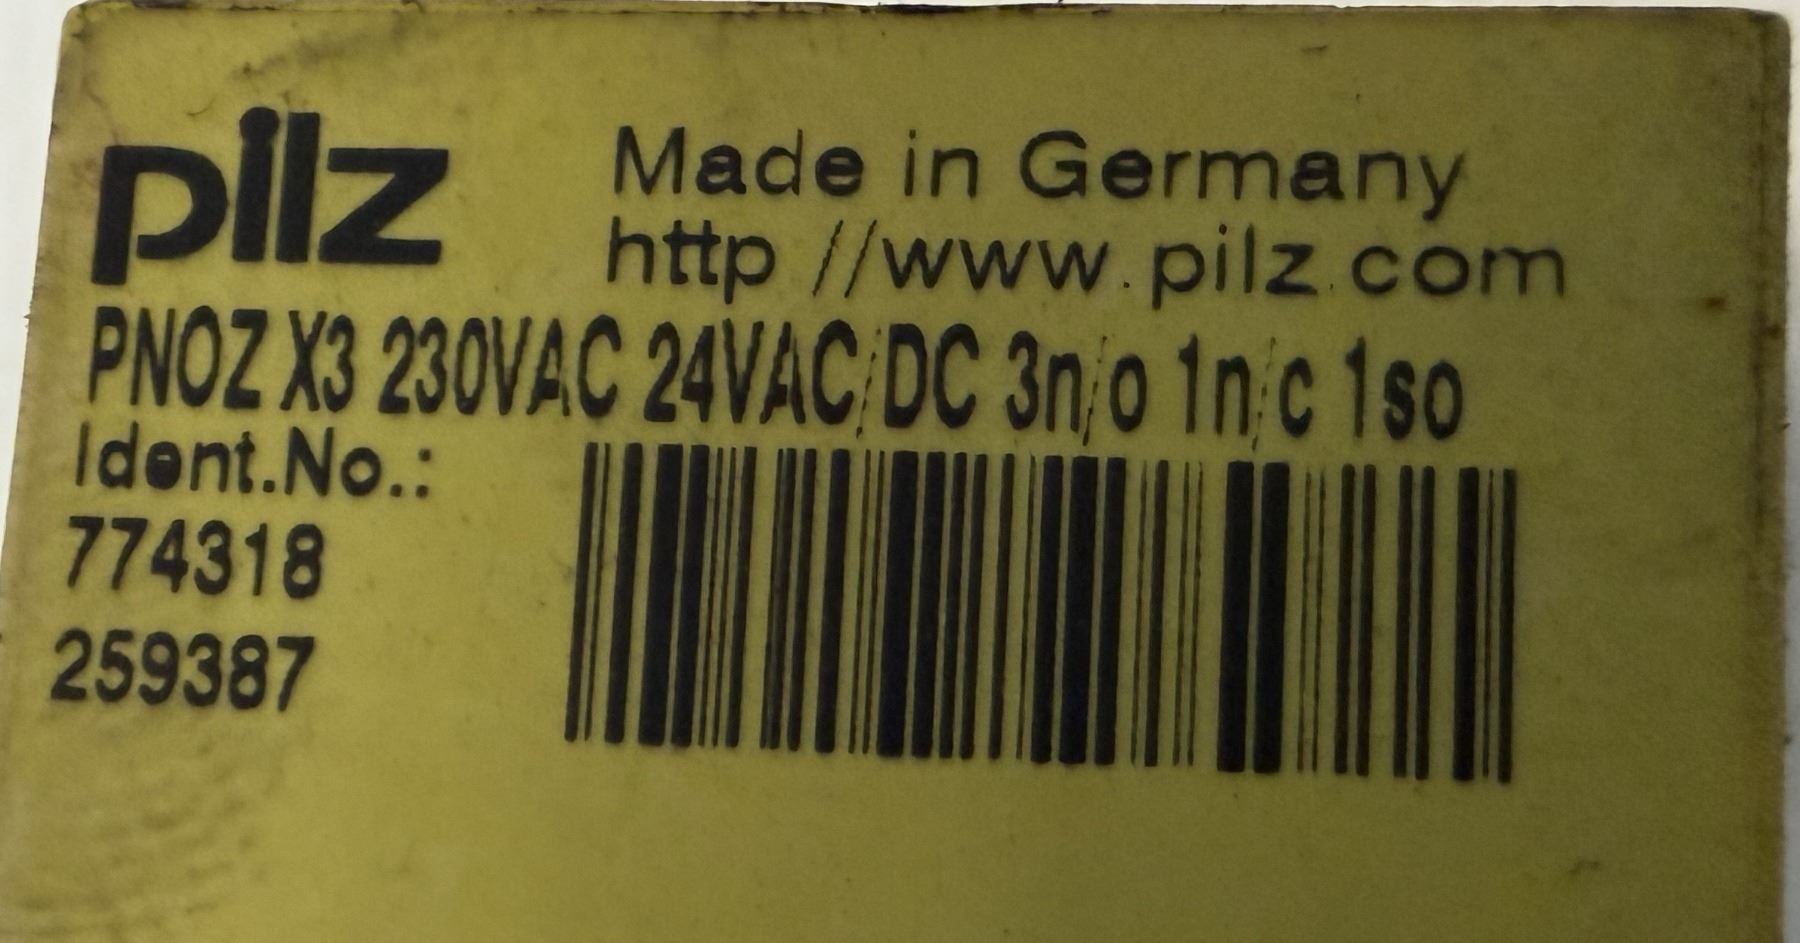 pilz
Made in Germany
http //www.pilz.com
PNOZ X3 230VAC 24VAC/DC 3n/o 1n/c 1so
Ident.No.:
774318
259387